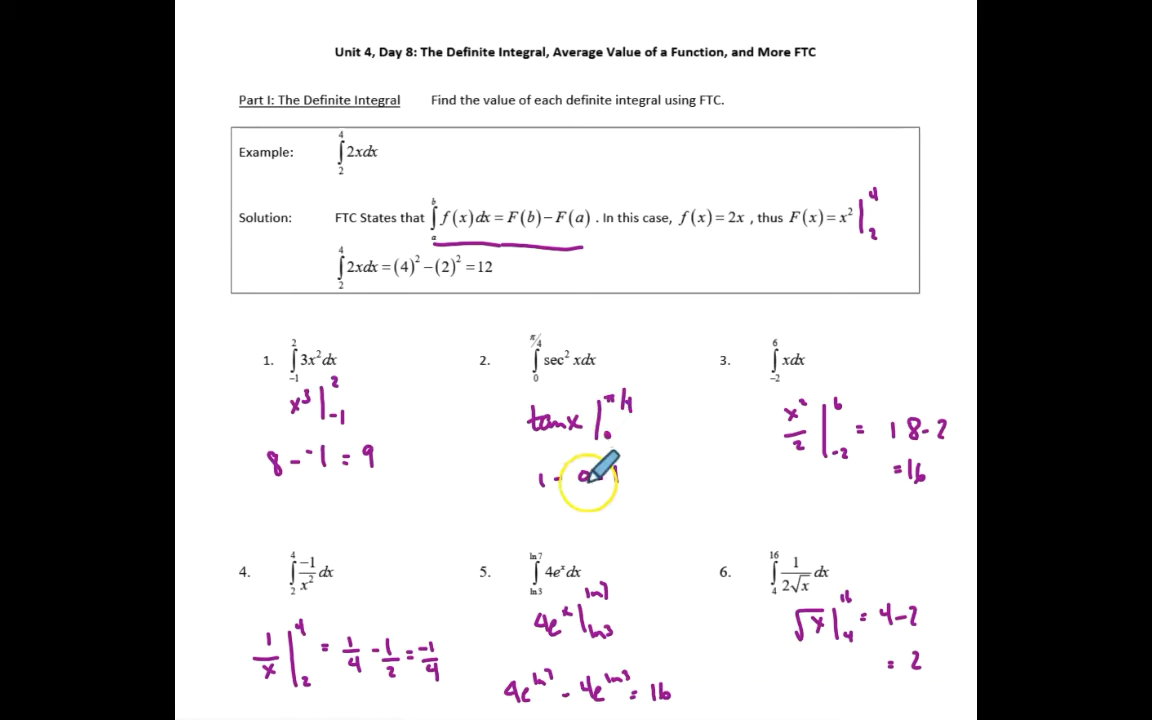 Unit 4, Day 8: The Definite Integral, Average Value of a Function, and More FTC
Part I: The Definite Integral Find the value of each definite integral using FTC.
Example: ∫₂⁴ 2xdx
Solution: FTC States that ∫ₐᵇ f(x)dx = F(b) − F(a). In this case, f(x) = 2x, thus F(x) = x² |₂⁴
∫₂⁴ 2xdx = (4)² − (2)² = 12
1. ∫₋₁² 3x²dx
x³ |₋₁²
8 - -1 = 9
2. ∫₀^(π/4) sec² xdx
tanx |₀^(π/4)
1 - 0
3. ∫₋₂⁶ xdx
x²/2 |₋₂⁶ = 18 - 2
= 16
4. ∫₂⁴ −1/x² dx
1/x |₂⁴ = 1/4 - 1/2 = -1/4
5. ∫_(ln3)^(ln7) 4eˣdx
4eˣ |_(ln3)^(ln7)
4e^(ln7) - 4e^(ln3) = 16
6. ∫₄¹⁶ 1/(2√x) dx
√x |₄¹⁶ = 4 - 2
= 2